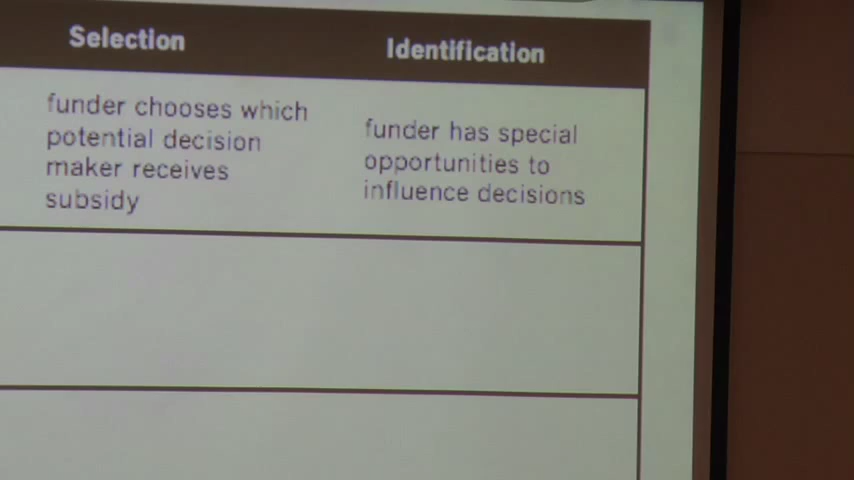 Selection
Identification
funder chooses which
potential decision
maker receives
subsidy
funder has special
opportunities to
influence decisions